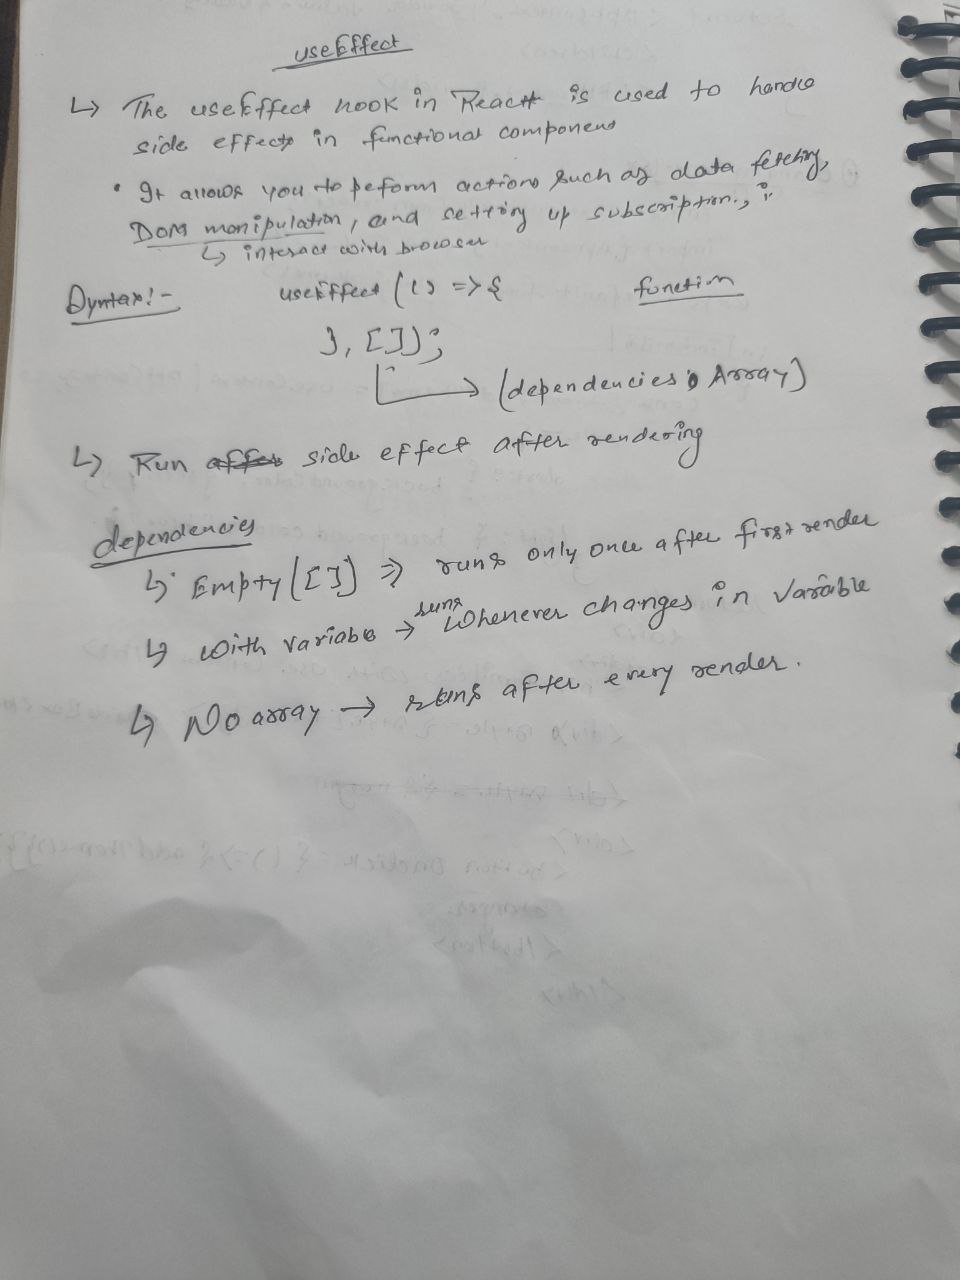 useEffect
↳ The useEffect hook in React is used to handle
side effects in functional component
• It allows you to peform actions such as data fetching,
DOM manipulation, and setting up subscription.,
↳ interact with browser
Syntax:- useEffect (() => { function
}, []);
(dependencies Array)
↳ Run side effect after rendering
dependencies
↳ Empty ([]) => runs only once after first render
↳ With variable → runs Whenever changes in variable
↳ No array → runs after every render.